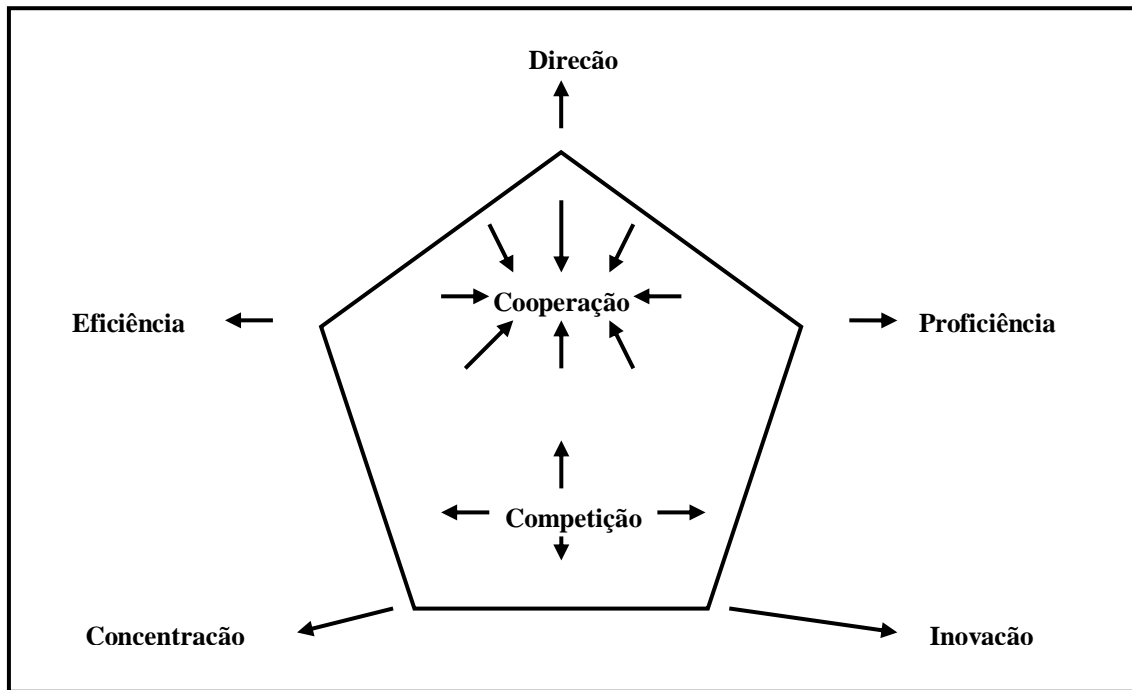 Direcão
Cooperação
Eficiência
Proficiência
Competição
Concentracão
Inovacão